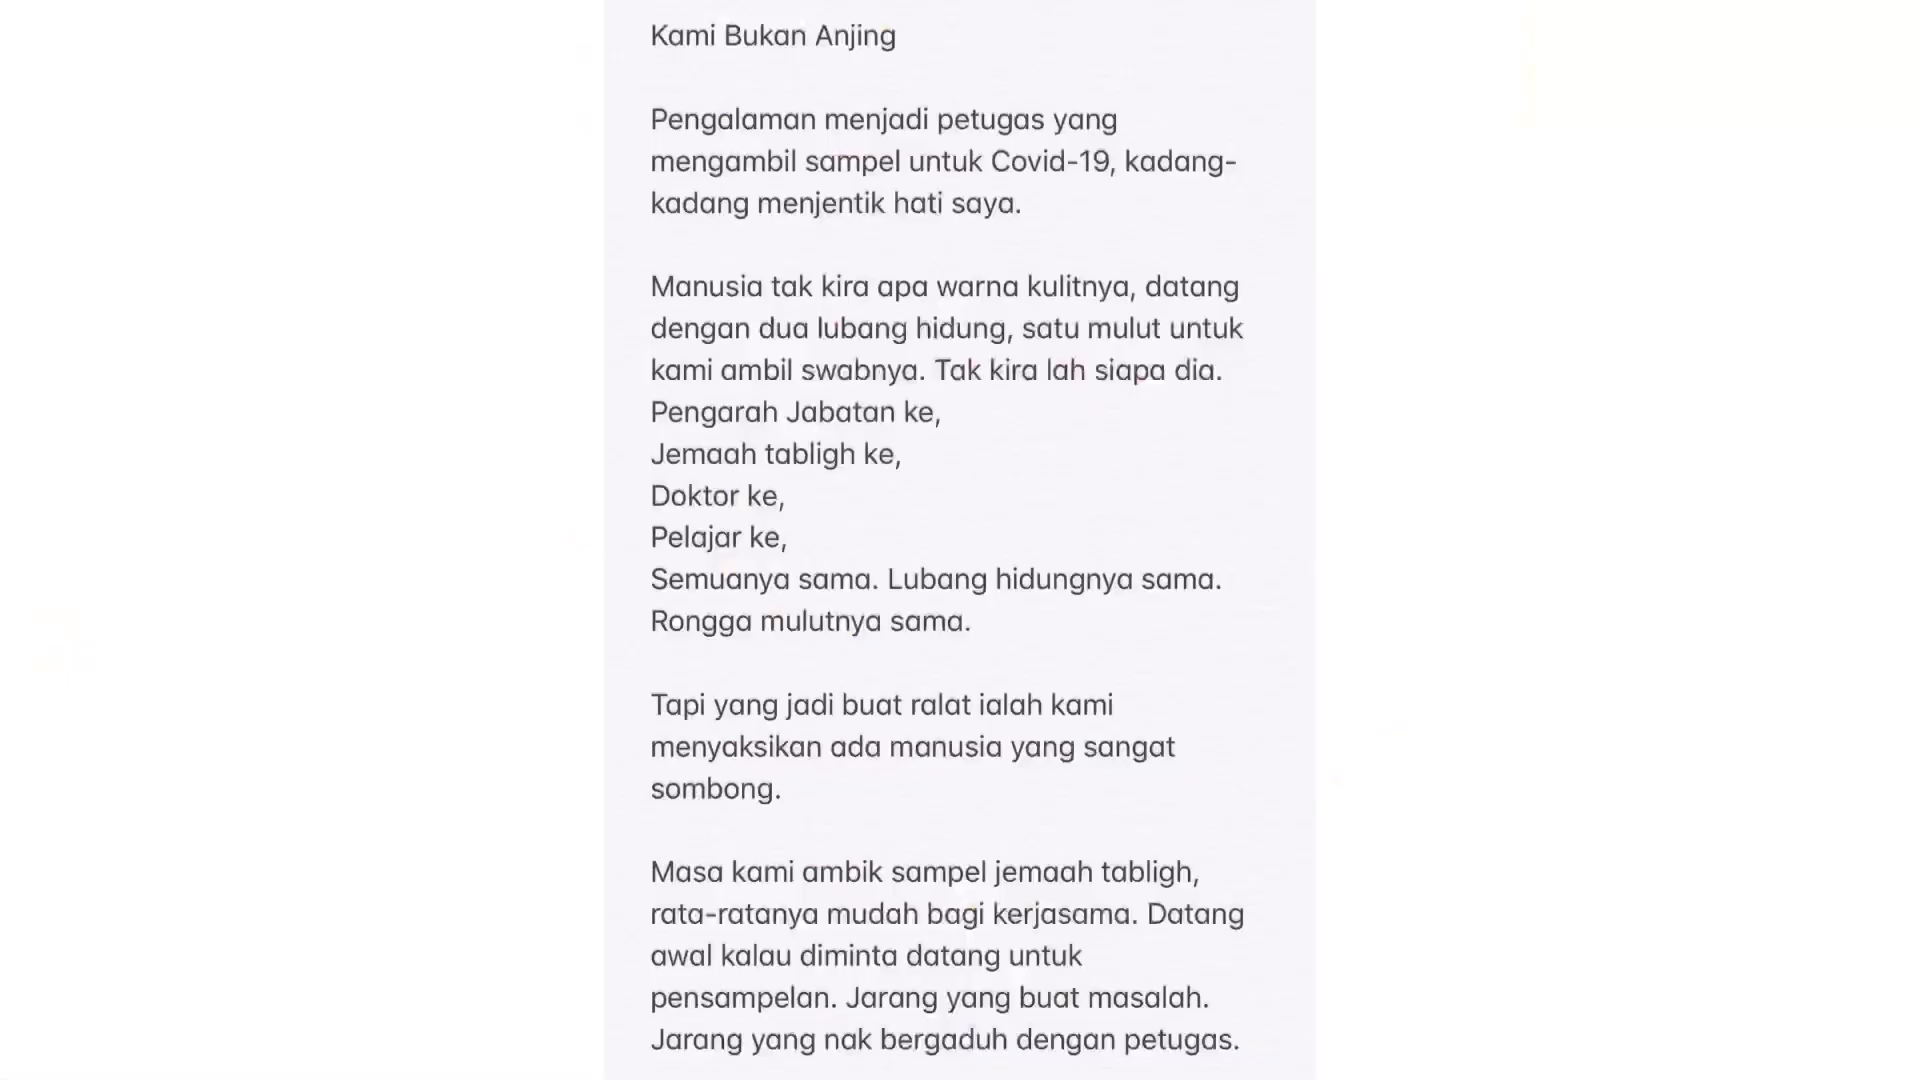 Kami Bukan Anjing
Pengalaman menjadi petugas yang
mengambil sampel untuk Covid-19, kadang-
kadang menjentik hati saya.
Manusia tak kira apa warna kulitnya, datang
dengan dua lubang hidung, satu mulut untuk
kami ambil swabnya. Tak kira lah siapa dia.
Pengarah Jabatan ke,
Jemaah tabligh ke,
Doktor ke,
Pelajar ke,
Semuanya sama. Lubang hidungnya sama.
Rongga mulutnya sama.
Tapi yang jadi buat ralat ialah kami
menyaksikan ada manusia yang sangat
sombong.
Masa kami ambik sampel jemaah tabligh,
rata-ratanya mudah bagi kerjasama. Datang
awal kalau diminta datang untuk
pensampelan. Jarang yang buat masalah.
Jarang yang nak bergaduh dengan petugas.